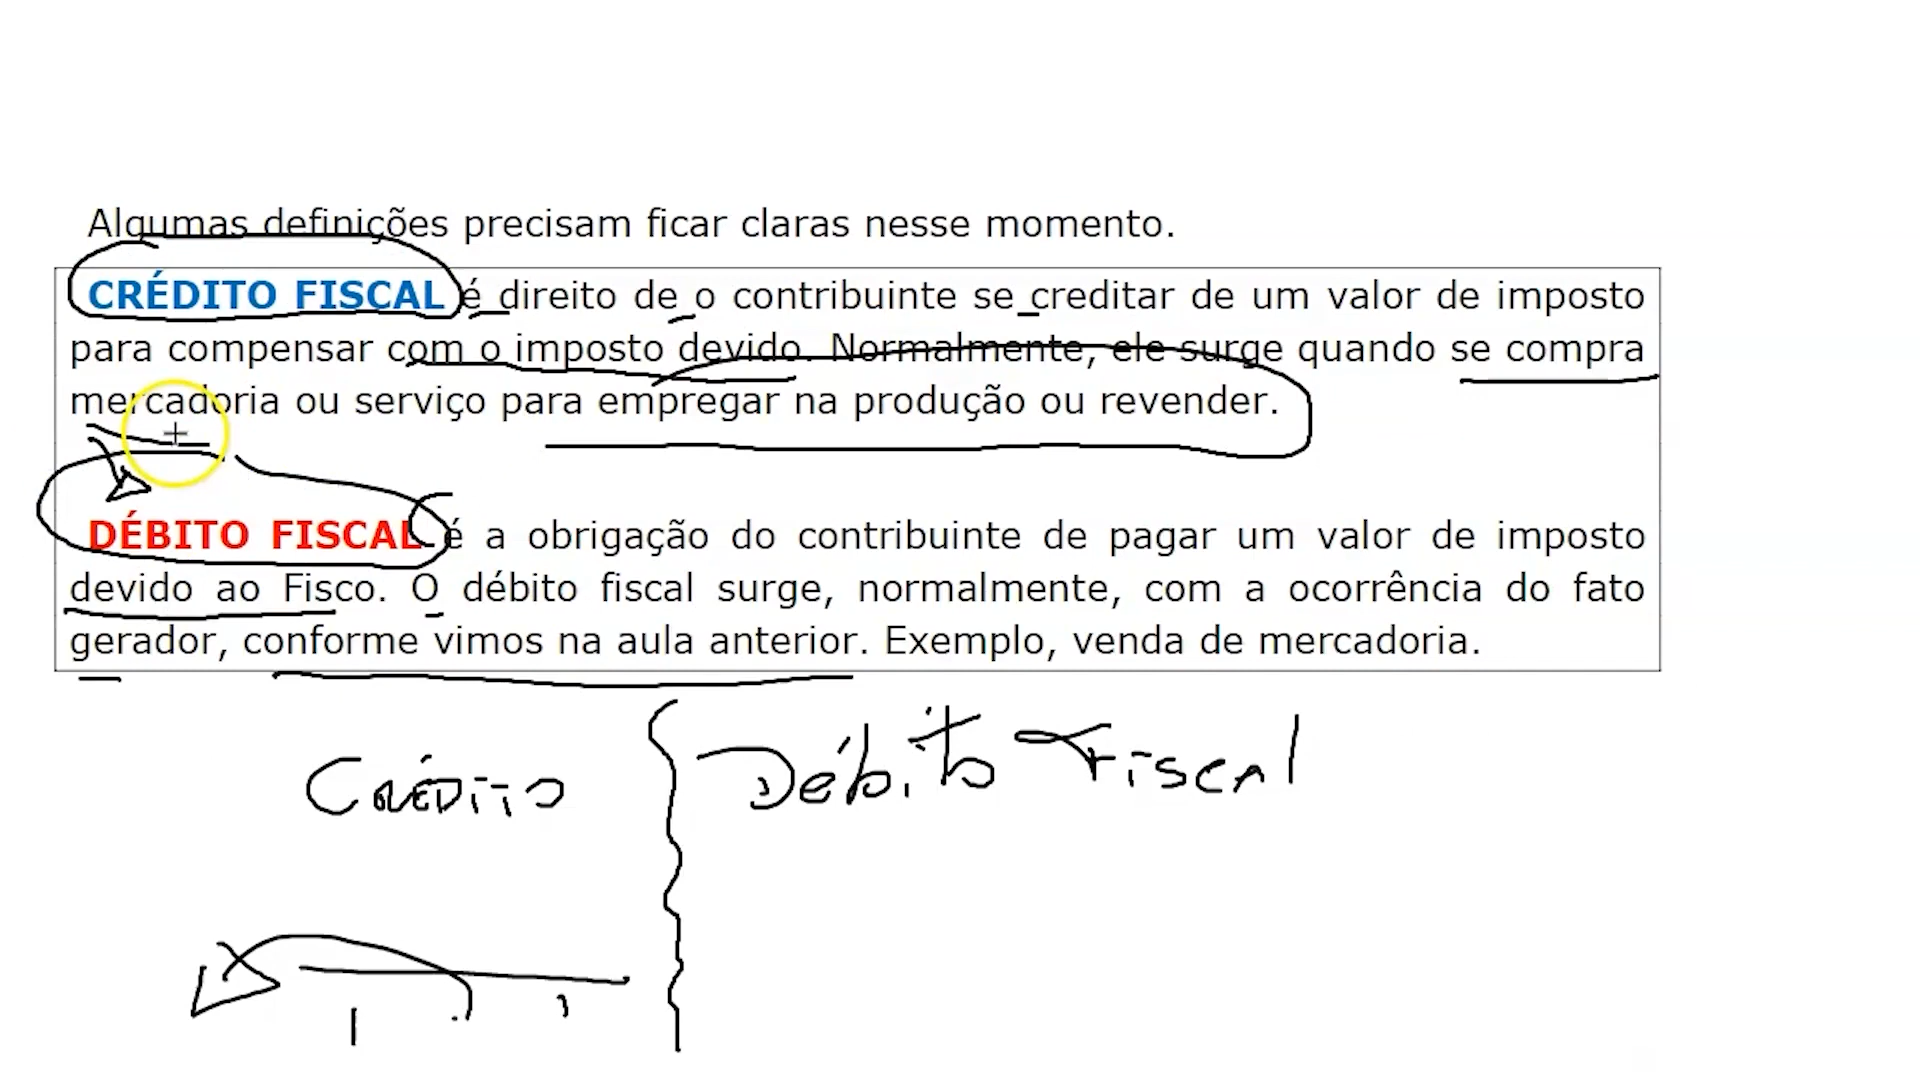 Algumas definições precisam ficar claras nesse momento.
CRÉDITO FISCAL é direito de o contribuinte se creditar de um valor de imposto
para compensar com o imposto devido. Normalmente, ele surge quando se compra
mercadoria ou serviço para empregar na produção ou revender.
DÉBITO FISCAL é a obrigação do contribuinte de pagar um valor de imposto
devido ao Fisco. O débito fiscal surge, normalmente, com a ocorrência do fato
gerador, conforme vimos na aula anterior. Exemplo, venda de mercadoria.
CRÉDITO Débito Fiscal